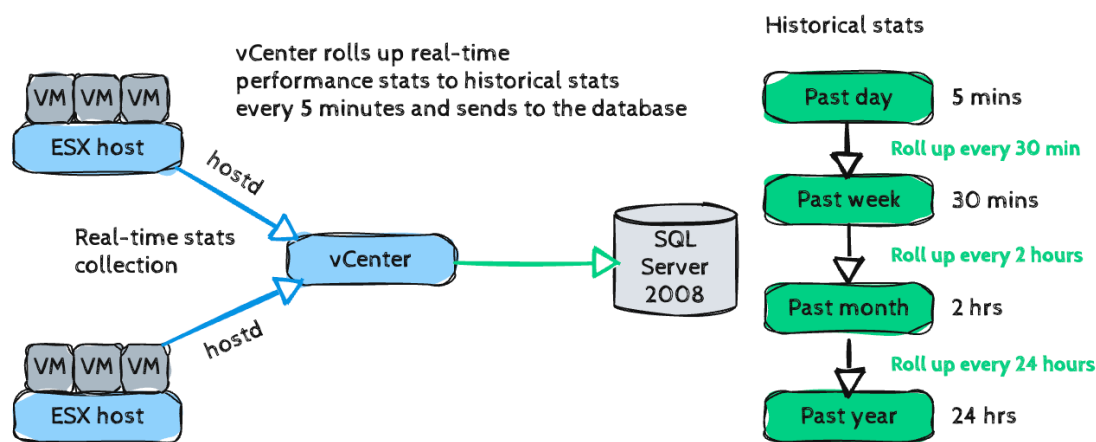 Historical stats
vCenter rolls up real-time
performance stats to historical stats
every 5 minutes and sends to the database
VM VM VM
ESX host
hostd
Real-time stats
collection
vCenter
hostd
VM VM VM
ESX host
SQL
Server
2008
Past day 5 mins
Roll up every 30 min
Past week 30 mins
Roll up every 2 hours
Past month 2 hrs
Roll up every 24 hours
Past year 24 hrs